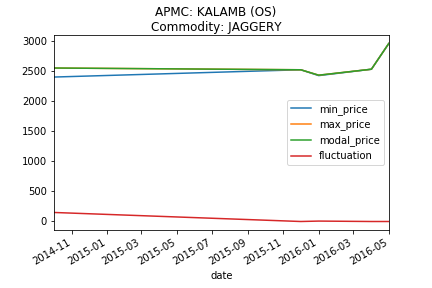 APMC: KALAMB (OS)
Commodity: JAGGERY
3000
2500
2000
1500
1000
500
0
min_price
max_price
modal_price
fluctuation
2014-11
2015-01
2015-03
2015-05
2015-07
2015-09
2015-11
2016-01
2016-03
2016-05
date